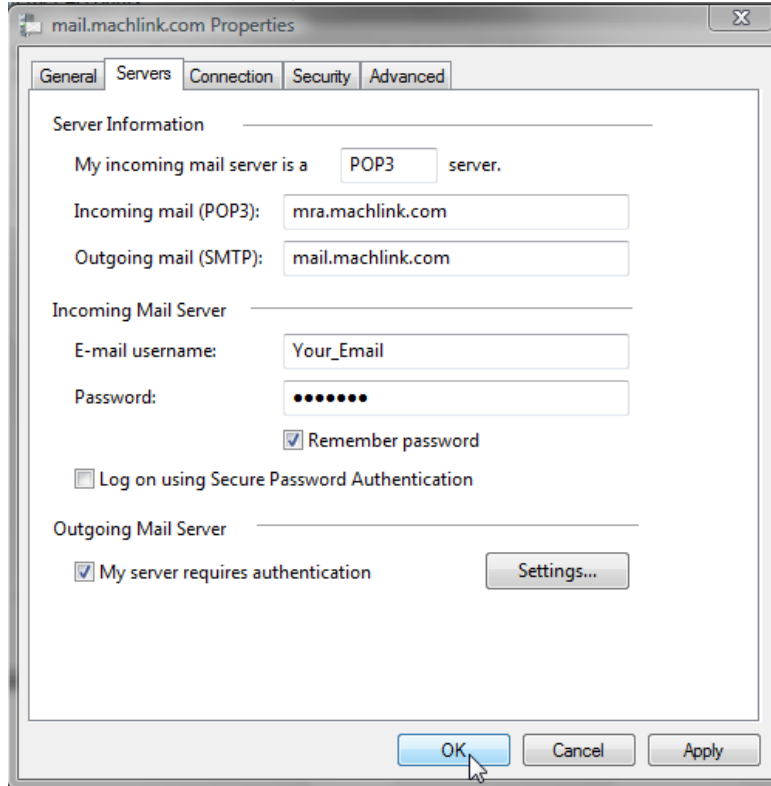 mail.machlink.com Properties
General Servers Connection Security Advanced
Server Information
My incoming mail server is a POP3 server.
Incoming mail (POP3): mra.machlink.com
Outgoing mail (SMTP): mail.machlink.com
Incoming Mail Server
E-mail username: Your_Email
Password: •••••••
Remember password
Log on using Secure Password Authentication
Outgoing Mail Server
My server requires authentication Settings...
OK Cancel Apply